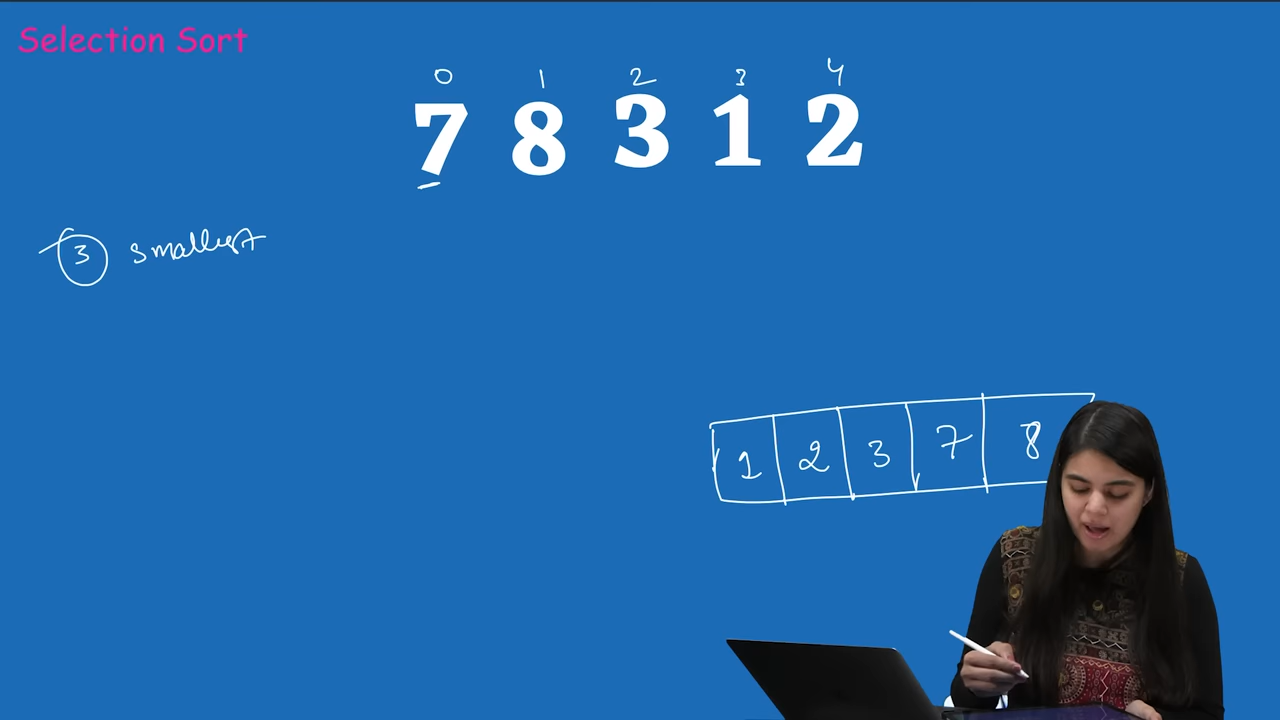 Selection Sort
0 1 2 3 4
7 8 3 1 2
3 smallest
1 2 3 7 8